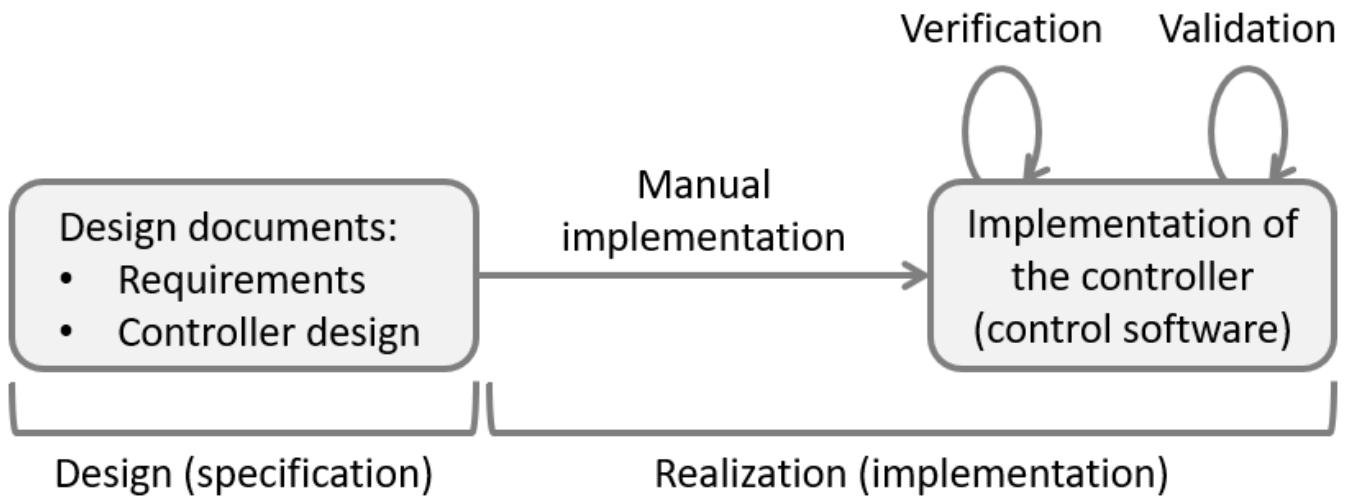 Verification
Validation
Manual
implementation
Design documents:
• Requirements
• Controller design
Implementation of
the controller
(control software)
Design (specification)
Realization (implementation)